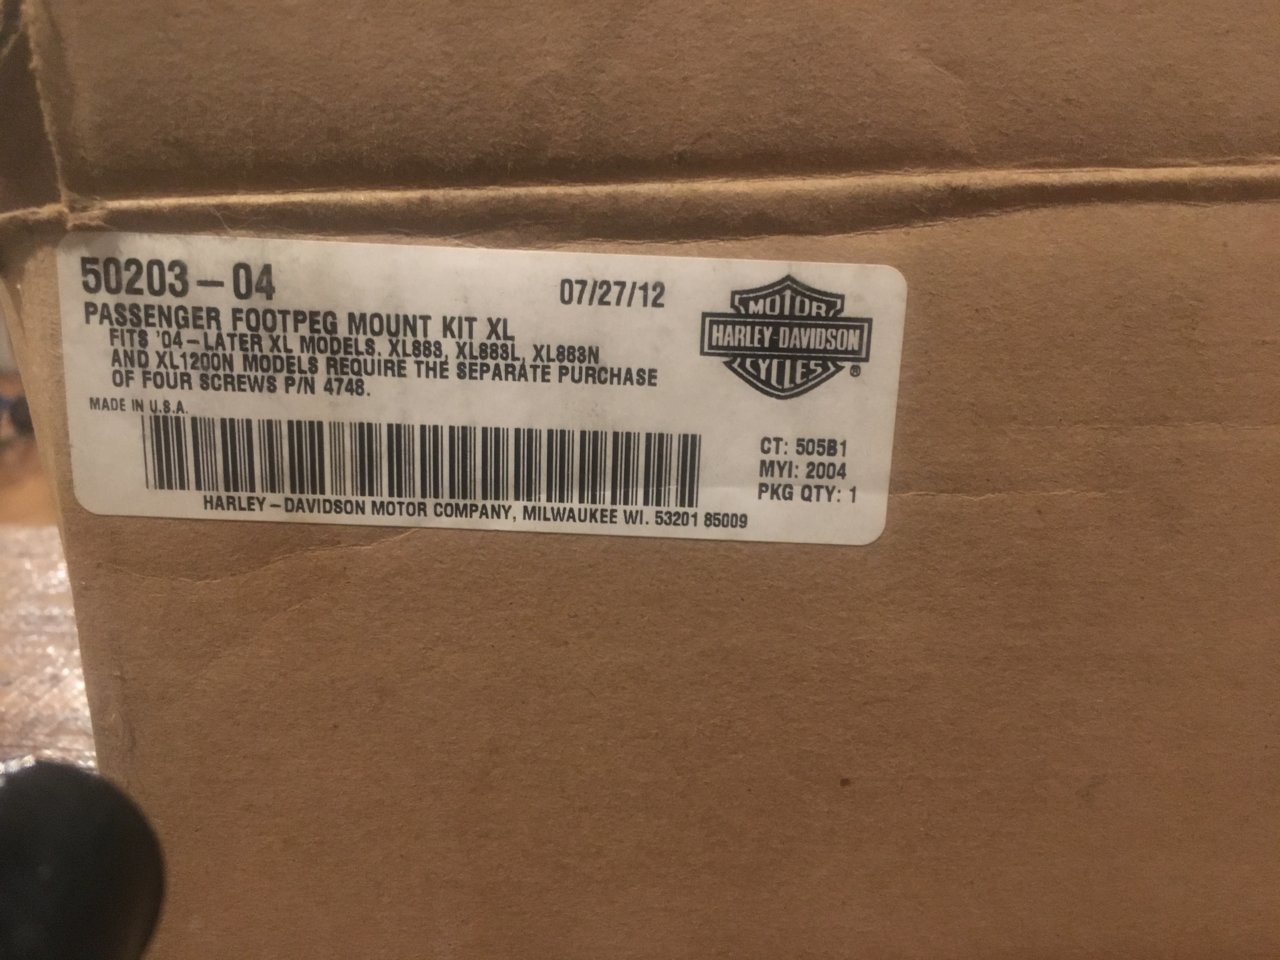 50203-04
07/27/12
PASSENGER FOOTPEG MOUNT KIT XL
FITS '04-LATER XL MODELS. XL883, XL883L, XL883N
AND XL1200N MODELS REQUIRE THE SEPARATE PURCHASE
OF FOUR SCREWS P/N 4748.
MADE IN U.S.A.
MOTOR
HARLEY-DAVIDSON
CYCLES
®
CT: 505B1
MYI: 2004
PKG QTY: 1
HARLEY-DAVIDSON MOTOR COMPANY, MILWAUKEE WI. 53201 85009